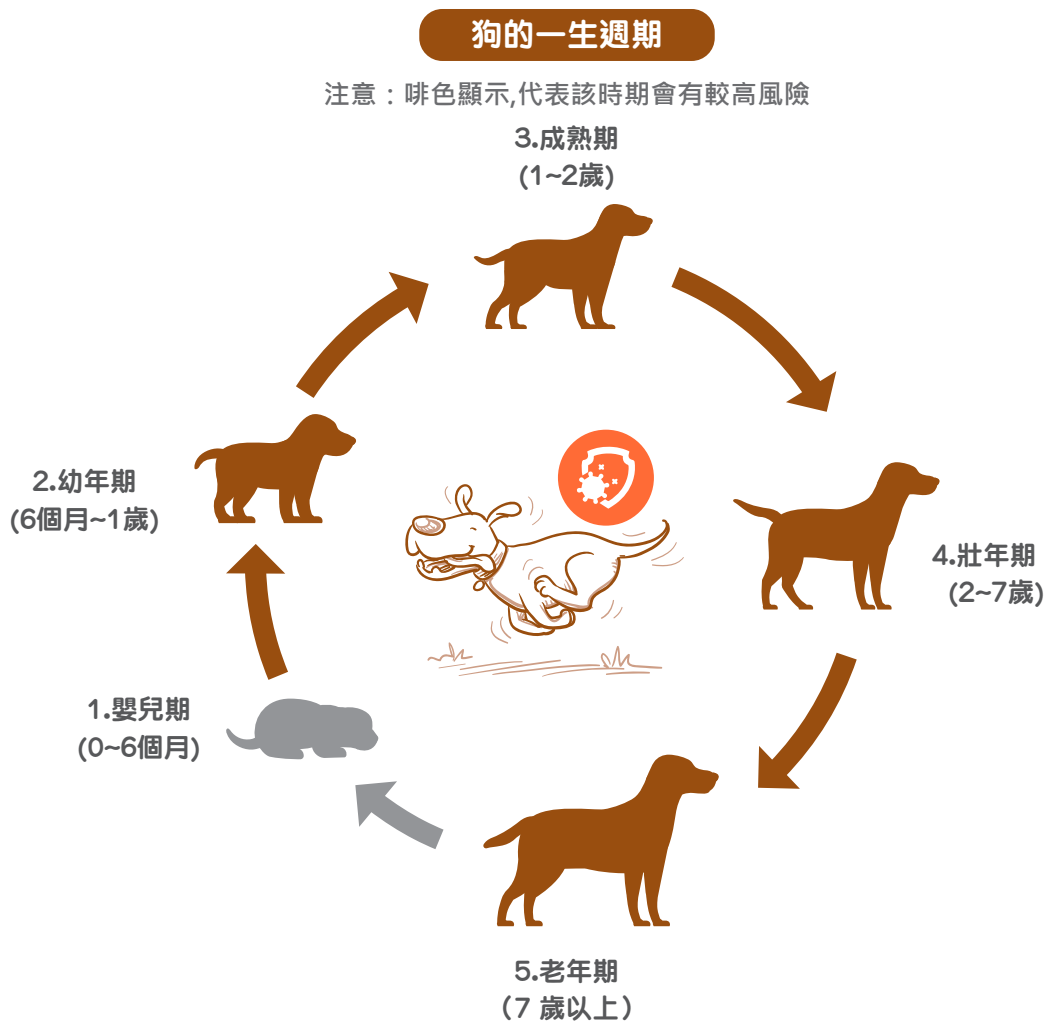 狗的一生週期
注意：啡色顯示,代表該時期會有較高風險
3.成熟期
(1~2歲)
2.幼年期
(6個月~1歲)
4.壯年期
(2~7歲)
1.嬰兒期
(0~6個月)
5.老年期
（7 歲以上）